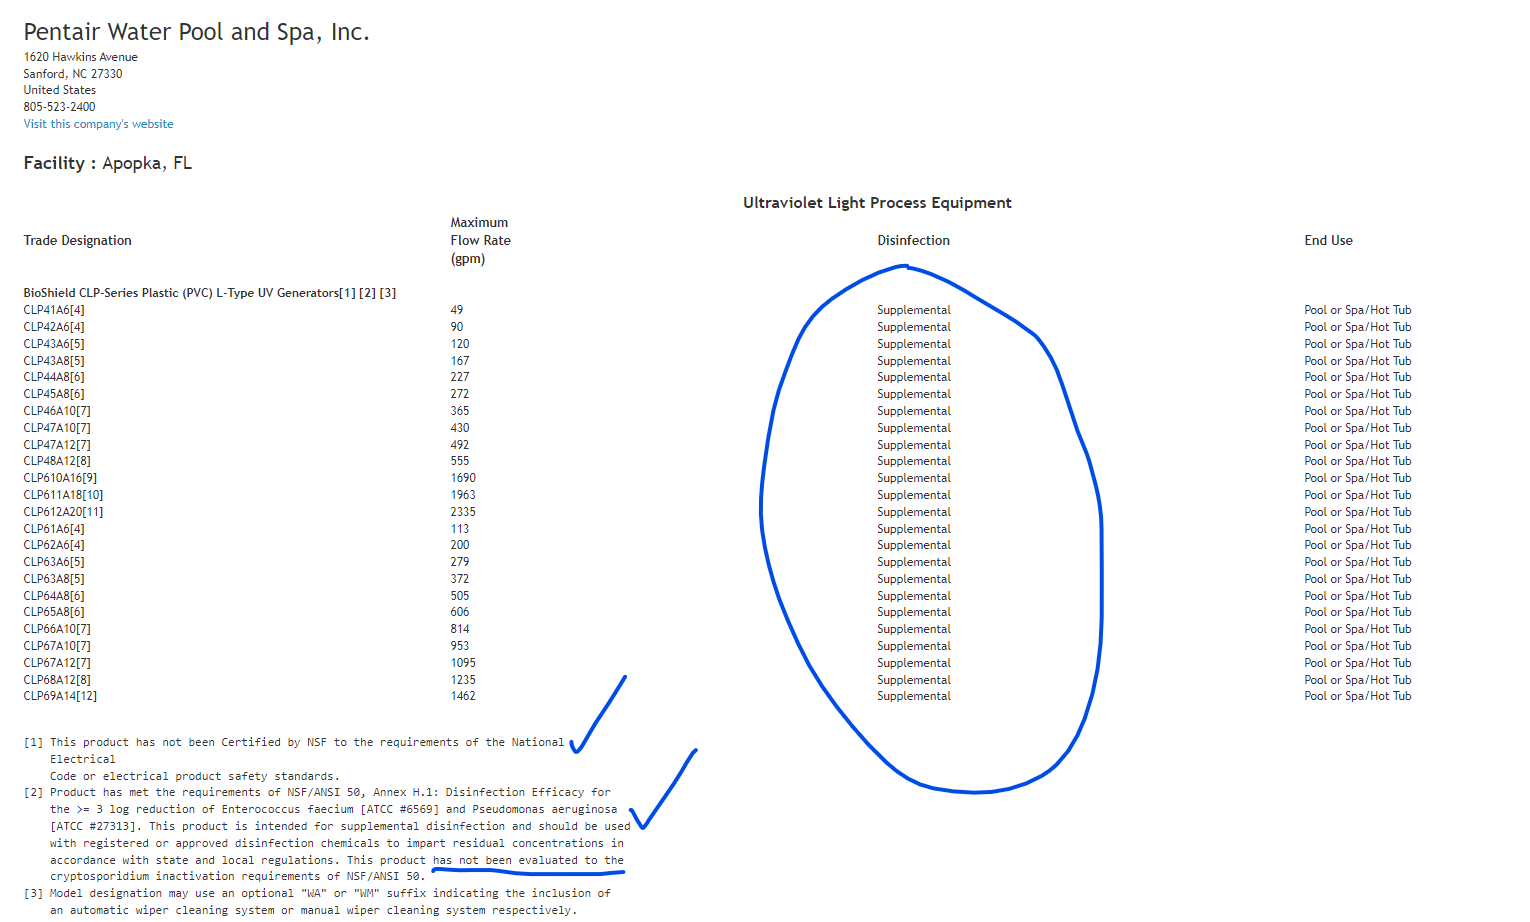 Pentair Water Pool and Spa, Inc.
1620 Hawkins Avenue
Sanford, NC 27330
United States
805-523-2400
Visit this company's website
Facility : Apopka, FL
Ultraviolet Light Process Equipment
Trade Designation Maximum Flow Rate (gpm) Disinfection End Use
BioShield CLP-Series Plastic (PVC) L-Type UV Generators[1] [2] [3]
CLP41A6[4] 49 Supplemental Pool or Spa/Hot Tub
CLP42A6[4] 90 Supplemental Pool or Spa/Hot Tub
CLP43A6[5] 120 Supplemental Pool or Spa/Hot Tub
CLP43A8[5] 167 Supplemental Pool or Spa/Hot Tub
CLP44A8[6] 227 Supplemental Pool or Spa/Hot Tub
CLP45A8[6] 272 Supplemental Pool or Spa/Hot Tub
CLP46A10[7] 365 Supplemental Pool or Spa/Hot Tub
CLP47A10[7] 430 Supplemental Pool or Spa/Hot Tub
CLP47A12[7] 492 Supplemental Pool or Spa/Hot Tub
CLP48A12[8] 555 Supplemental Pool or Spa/Hot Tub
CLP610A16[9] 1690 Supplemental Pool or Spa/Hot Tub
CLP611A18[10] 1963 Supplemental Pool or Spa/Hot Tub
CLP612A20[11] 2335 Supplemental Pool or Spa/Hot Tub
CLP61A6[4] 113 Supplemental Pool or Spa/Hot Tub
CLP62A6[4] 200 Supplemental Pool or Spa/Hot Tub
CLP63A6[5] 279 Supplemental Pool or Spa/Hot Tub
CLP63A8[5] 372 Supplemental Pool or Spa/Hot Tub
CLP64A8[6] 505 Supplemental Pool or Spa/Hot Tub
CLP65A8[6] 606 Supplemental Pool or Spa/Hot Tub
CLP66A10[7] 814 Supplemental Pool or Spa/Hot Tub
CLP67A10[7] 953 Supplemental Pool or Spa/Hot Tub
CLP67A12[7] 1095 Supplemental Pool or Spa/Hot Tub
CLP68A12[8] 1235 Supplemental Pool or Spa/Hot Tub
CLP69A14[12] 1462 Supplemental Pool or Spa/Hot Tub
[1] This product has not been Certified by NSF to the requirements of the National
Electrical
Code or electrical product safety standards.
[2] Product has met the requirements of NSF/ANSI 50, Annex H.1: Disinfection Efficacy for
the >= 3 log reduction of Enterococcus faecium [ATCC #6569] and Pseudomonas aeruginosa
[ATCC #27313]. This product is intended for supplemental disinfection and should be used
with registered or approved disinfection chemicals to impart residual concentrations in
accordance with state and local regulations. This product has not been evaluated to the
cryptosporidium inactivation requirements of NSF/ANSI 50.
[3] Model designation may use an optional "WA" or "WM" suffix indicating the inclusion of
an automatic wiper cleaning system or manual wiper cleaning system respectively.